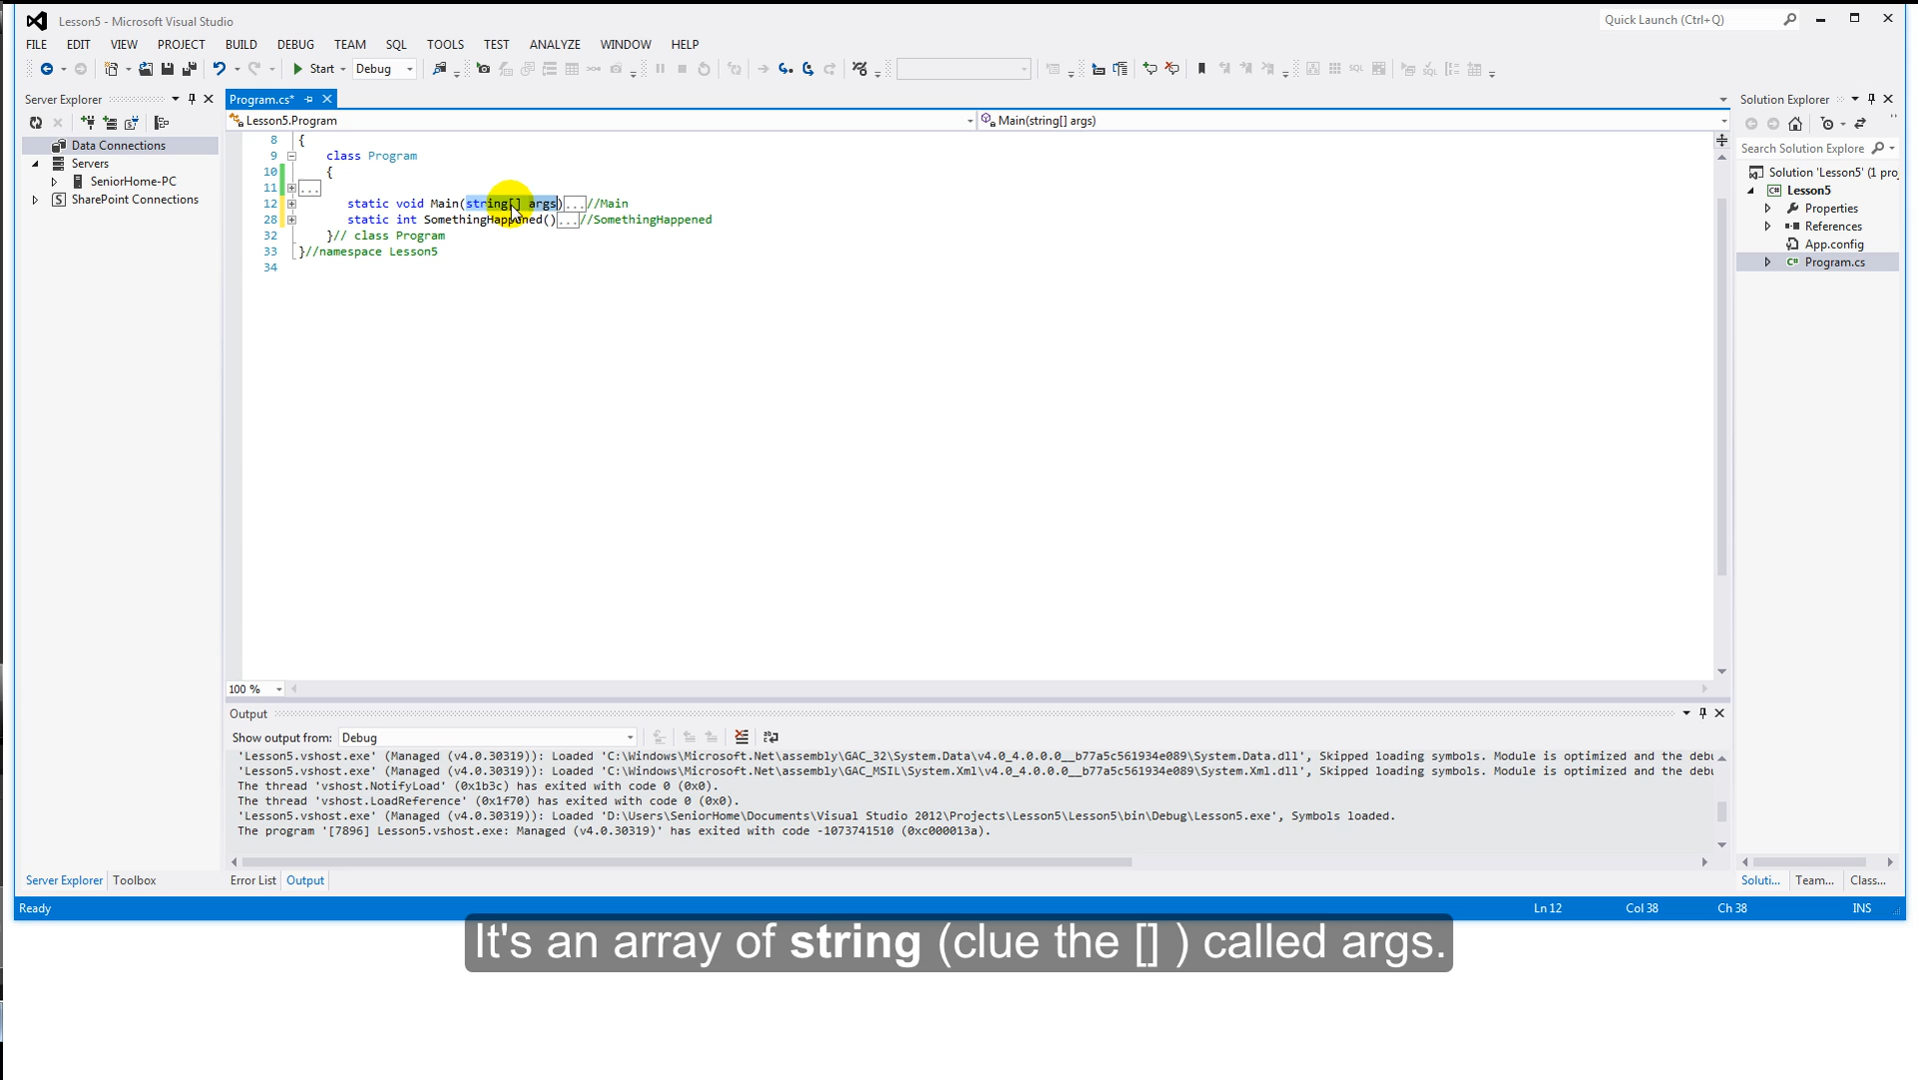 Lesson5 - Microsoft Visual Studio
Quick Launch (Ctrl+Q)
FILE EDIT VIEW PROJECT BUILD DEBUG TEAM SQL TOOLS TEST ANALYZE WINDOW HELP
Start Debug
Server Explorer
Data Connections
Servers
SeniorHome-PC
SharePoint Connections
Program.cs*
Lesson5.Program
Main(string[] args)
8 {
9 class Program
10 {
11 ...
12 static void Main(string[] args)...//Main
28 static int SomethingHappened()...//SomethingHappened
32 }// class Program
33 }//namespace Lesson5
34
100 %
Solution Explorer
Search Solution Explore
Solution 'Lesson5' (1 proj
Lesson5
Properties
References
App.config
Program.cs
Output
Show output from: Debug
'Lesson5.vshost.exe' (Managed (v4.0.30319)): Loaded 'C:\Windows\Microsoft.Net\assembly\GAC_32\System.Data\v4.0_4.0.0.0__b77a5c561934e089\System.Data.dll', Skipped loading symbols. Module is optimized and the debu
'Lesson5.vshost.exe' (Managed (v4.0.30319)): Loaded 'C:\Windows\Microsoft.Net\assembly\GAC_MSIL\System.Xml\v4.0_4.0.0.0__b77a5c561934e089\System.Xml.dll', Skipped loading symbols. Module is optimized and the debu
The thread 'vshost.NotifyLoad' (0x1b3c) has exited with code 0 (0x0).
The thread 'vshost.LoadReference' (0x1f70) has exited with code 0 (0x0).
'Lesson5.vshost.exe' (Managed (v4.0.30319)): Loaded 'D:\Users\SeniorHome\Documents\Visual Studio 2012\Projects\Lesson5\Lesson5\bin\Debug\Lesson5.exe', Symbols loaded.
The program '[7896] Lesson5.vshost.exe: Managed (v4.0.30319)' has exited with code -1073741510 (0xc000013a).
Server Explorer Toolbox
Error List Output
Soluti... Team... Class...
Ready
Ln 12 Col 38 Ch 38 INS
It's an array of string (clue the [] ) called args.